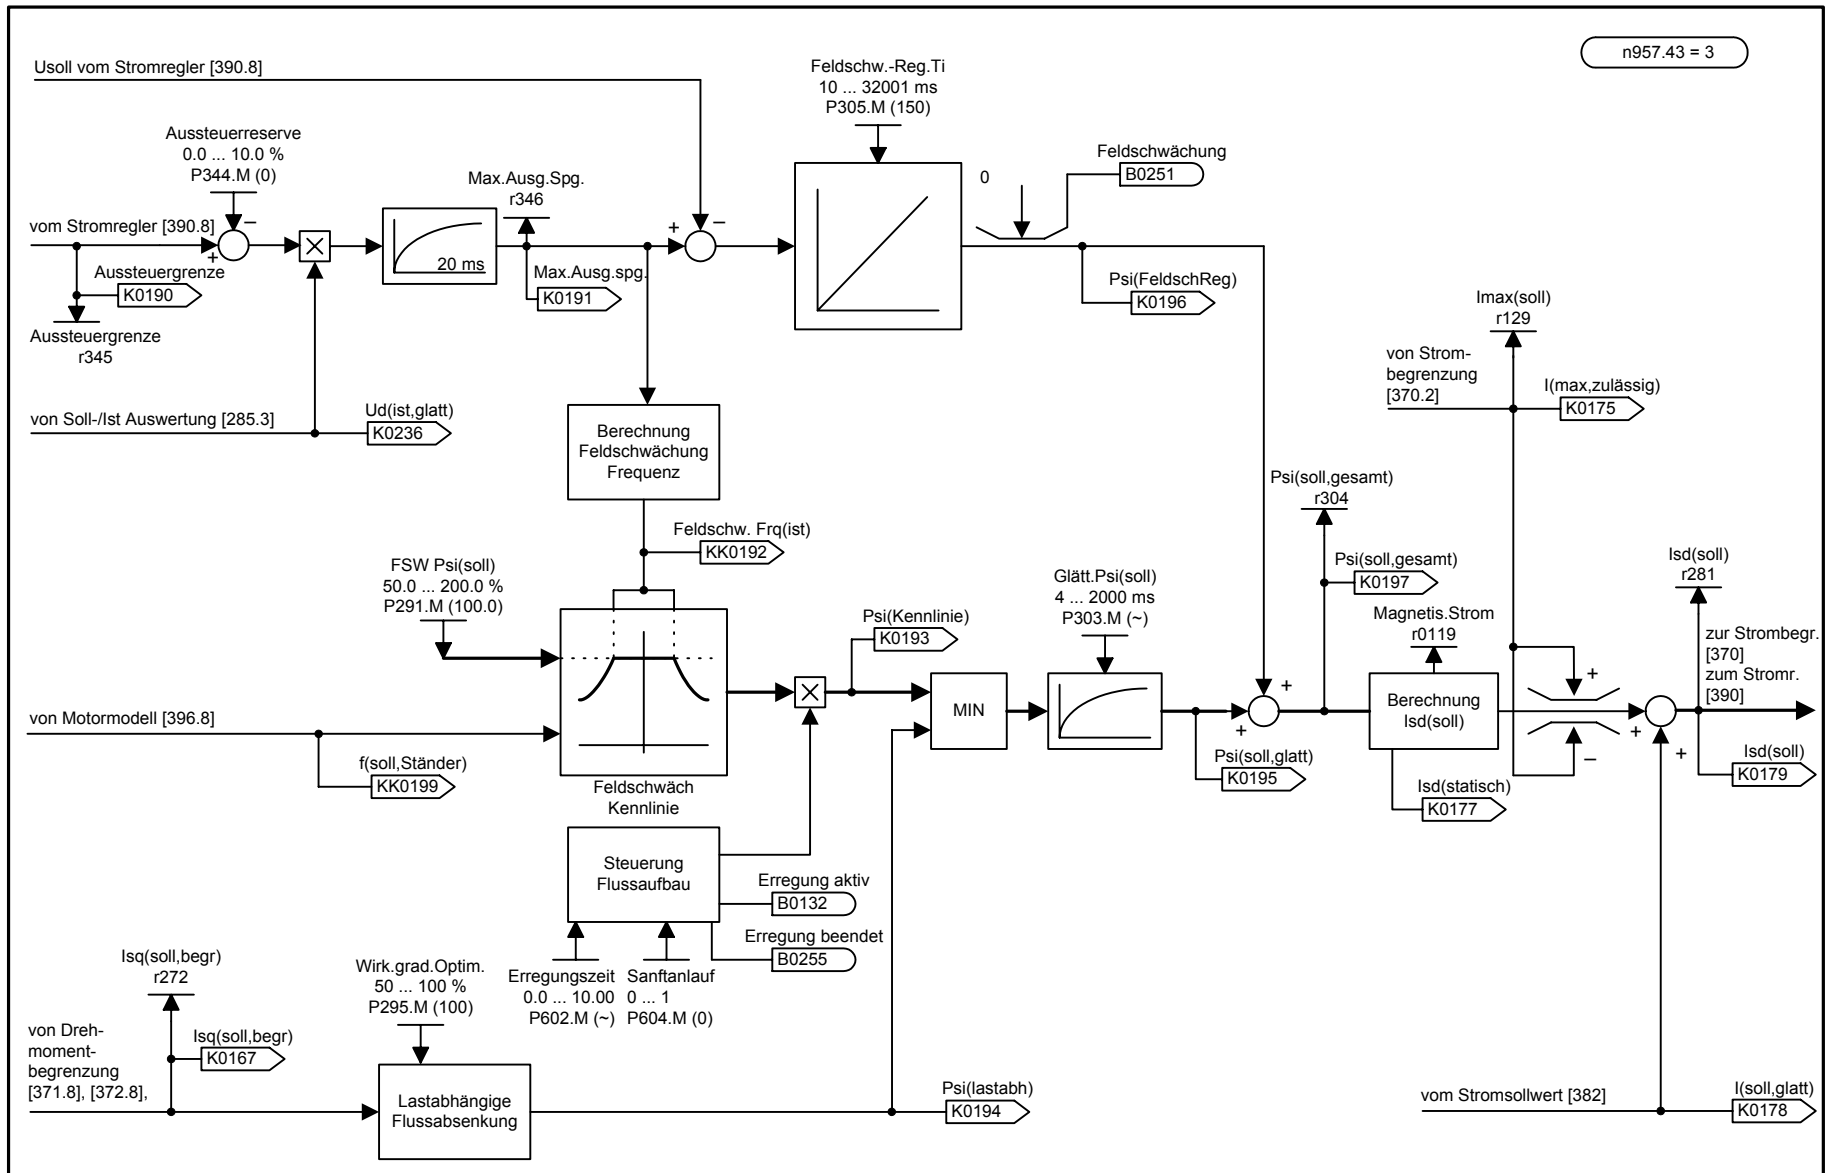 n957.43 = 3
Usoll vom Stromregler [390.8]
Feldschw.-Reg.Ti
10 ... 32001 ms
P305.M (150)
Aussteuerreserve
0.0 ... 10.0 %
P344.M (0)
–
vom Stromregler [390.8]
+
X
Aussteuergrenze
K0190
Aussteuergrenze
r345
20 ms
Max.Ausg.Spg.
r346
Max.Ausg.spg.
K0191
+
–
0
Feldschwächung
B0251
Psi(FeldschReg)
K0196
von Soll-/Ist Auswertung [285.3]
Ud(ist,glatt)
K0236
Berechnung
Feldschwächung
Frequenz
Feldschw. Frq(ist)
KK0192
Imax(soll)
r129
von Strom-
begrenzung
[370.2]
I(max,zulässig)
K0175
FSW Psi(soll)
50.0 ... 200.0 %
P291.M (100.0)
von Motormodell [396.8]
f(soll,Ständer)
KK0199
Feldschwäch
Kennlinie
X
Psi(Kennlinie)
K0193
MIN
Glätt.Psi(soll)
4 ... 2000 ms
P303.M (~)
Psi(soll,glatt)
K0195
+
+
Psi(soll,gesamt)
r304
Psi(soll,gesamt)
K0197
Magnetis.Strom
r0119
Berechnung
Isd(soll)
Isd(statisch)
K0177
+
–
+
+
Isd(soll)
r281
zur Strombegr.
[370]
zum Stromr.
[390]
Isd(soll)
K0179
Steuerung
Flussaufbau
Erregung aktiv
B0132
Erregung beendet
B0255
Erregungszeit
0.0 ... 10.00
P602.M (~)
Sanftanlauf
0 ... 1
P604.M (0)
Isq(soll,begr)
r272
Isq(soll,begr)
K0167
von Dreh-
moment-
begrenzung
[371.8], [372.8],
Wirk.grad.Optim.
50 ... 100 %
P295.M (100)
Lastabhängige
Flussabsenkung
Psi(lastabh)
K0194
vom Stromsollwert [382]
I(soll,glatt)
K0178